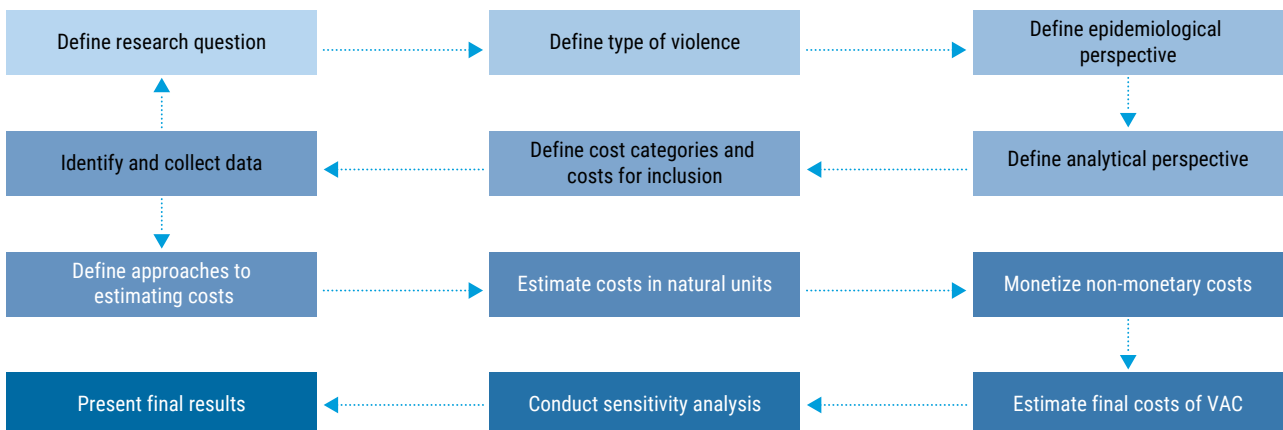 Define research question
Define type of violence
Define epidemiological
perspective
Define analytical perspective
Define cost categories and
costs for inclusion
Identify and collect data
Define approaches to
estimating costs
Estimate costs in natural units
Monetize non-monetary costs
Estimate final costs of VAC
Conduct sensitivity analysis
Present final results